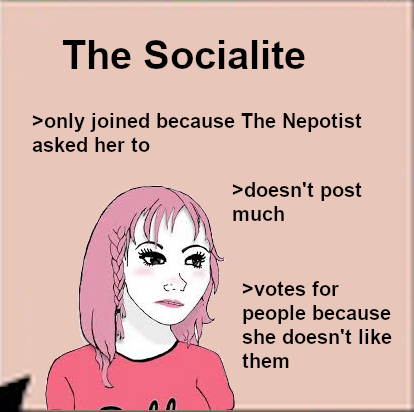 The Socialite
>only joined because The Nepotist
asked her to
>doesn't post
much
>votes for
people because
she doesn't like
them